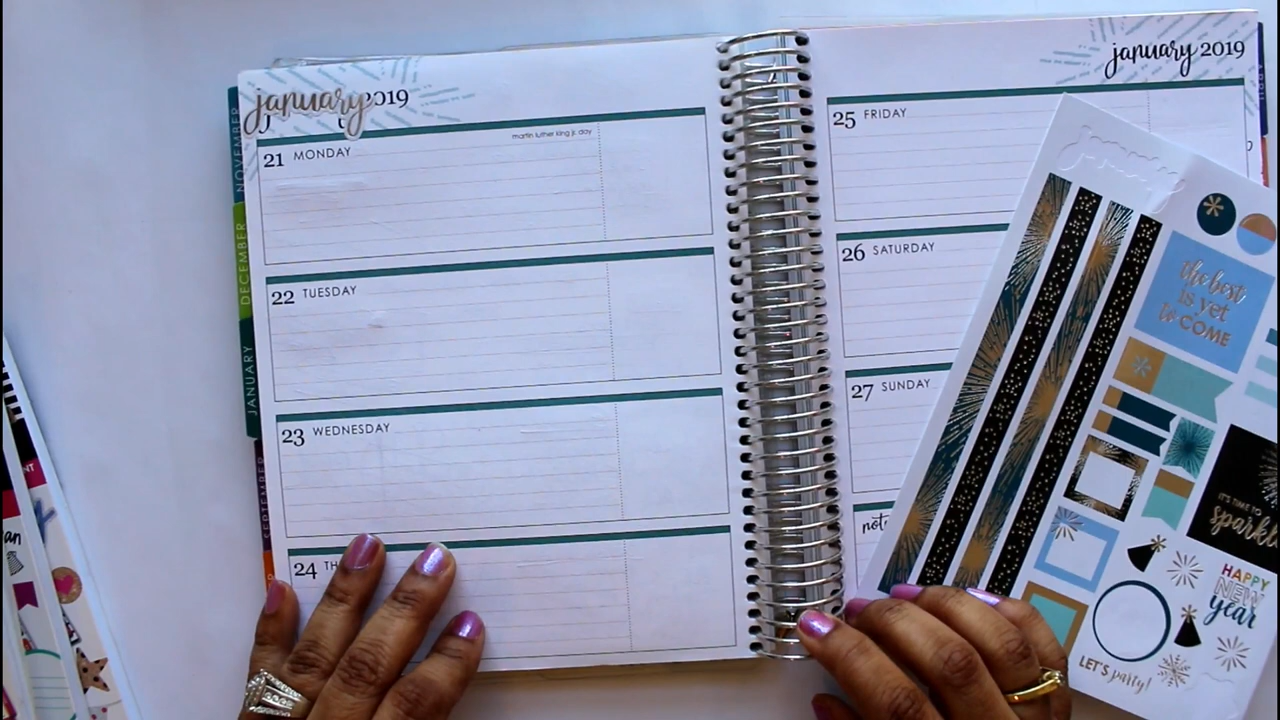 january 2019
21 MONDAY
martin luther king jr. day
22 TUESDAY
23 WEDNESDAY
24 TH
NOVEMBER
DECEMBER
JANUARY
january 2019
25 FRIDAY
26 SATURDAY
27 SUNDAY
the best
is yet
to COME
IT'S TIME TO
sparkle
HAPPY
NEW
year
LET'S party!